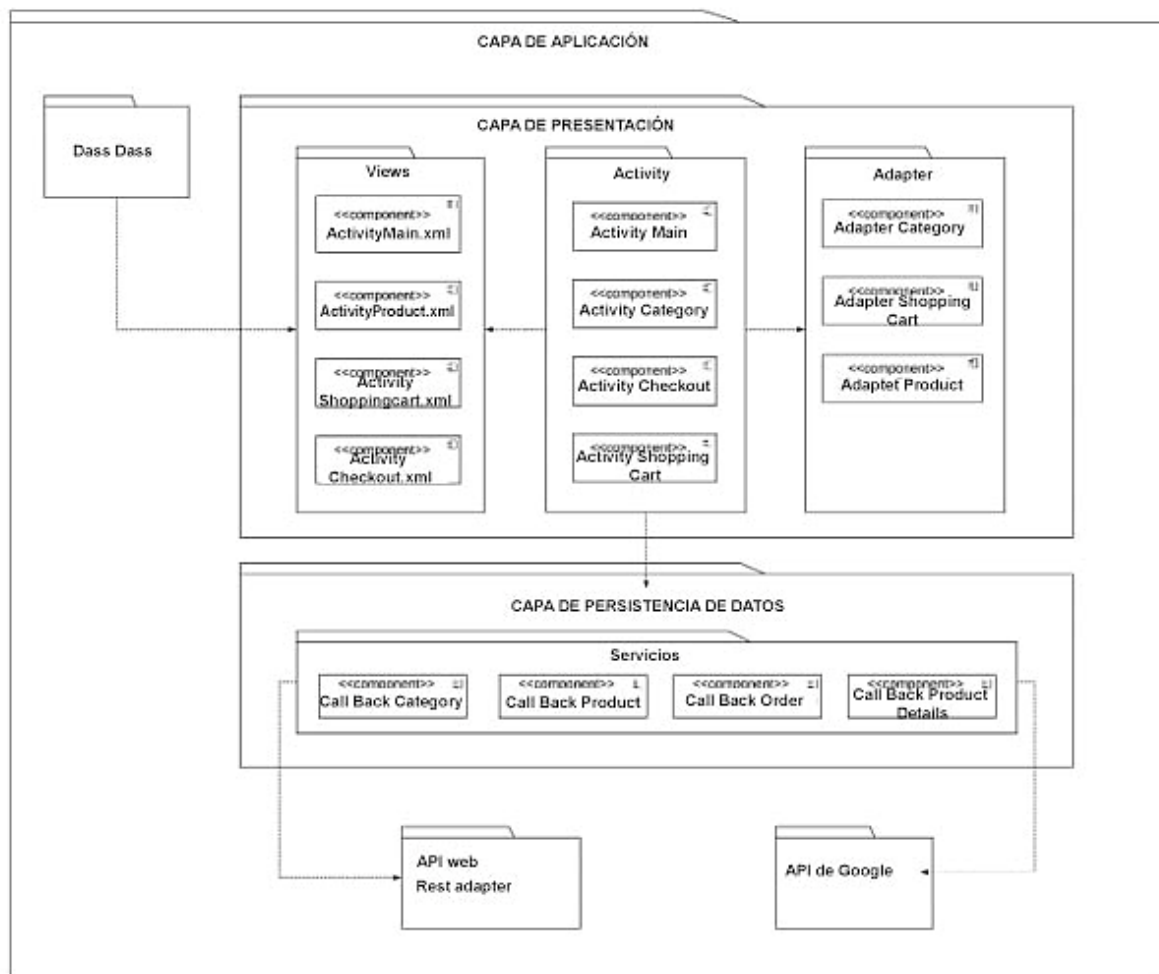 CAPA DE APLICACIÓN
Dass Dass
CAPA DE PRESENTACIÓN
Views
<<component>>
ActivityMain.xml
<<component>>
ActivityProduct.xml
<<component>>
Activity
Shoppingcart.xml
<<component>>
Activity
Checkout.xml
Activity
<<component>>
Activity Main
<<component>>
Activity Category
<<component>>
Activity Checkout
<<component>>
Activity Shopping
Cart
Adapter
<<component>>
Adapter Category
<<component>>
Adapter Shopping
Cart
<<component>>
Adaptet Product
CAPA DE PERSISTENCIA DE DATOS
Servicios
<<component>>
Call Back Category
<<component>>
Call Back Product
<<component>>
Call Back Order
<<component>>
Call Back Product
Details
API web
Rest adapter
API de Google